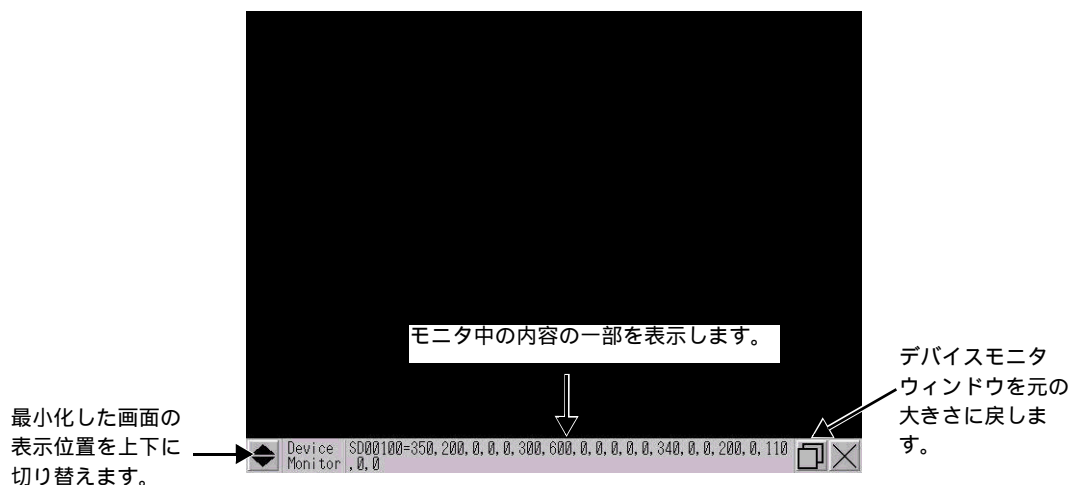 モニタ中の内容の一部を表示します。
デバイスモニタ
ウィンドウを元の
大きさに戻しま
す。
最小化した画面の
表示位置を上下に
切り替えます。
Device
Monitor
SD00100=350,200,0,0,0,300,600,0,0,0,0,0,340,0,0,200,0,110
,0,0